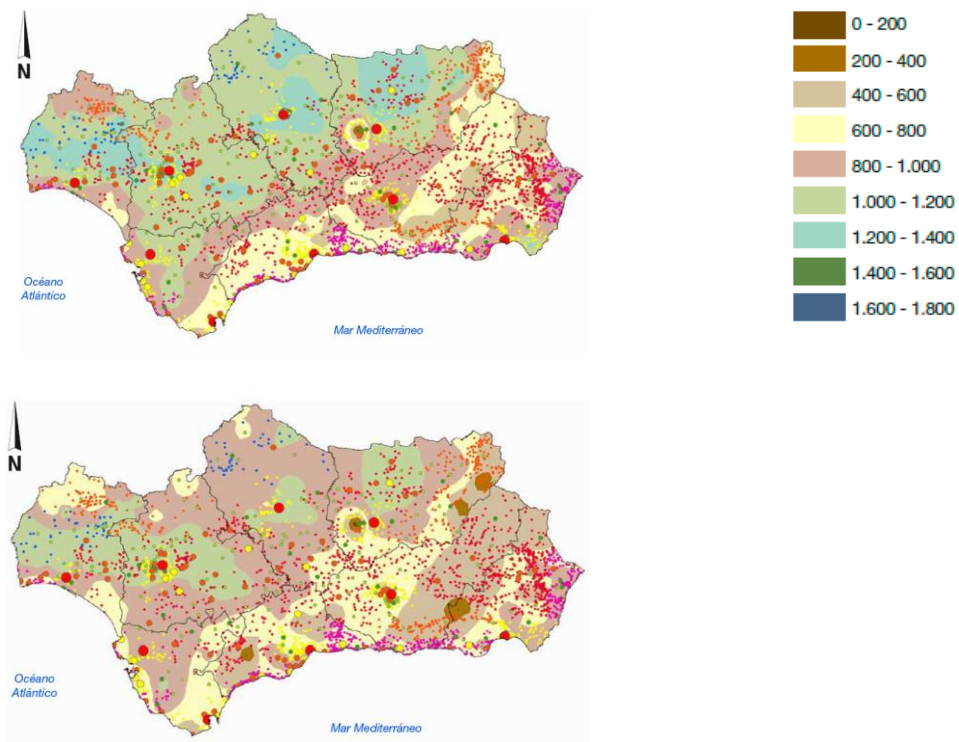 N
Océano
Atlántico
Mar Mediterráneo
0 - 200
200 - 400
400 - 600
600 - 800
800 - 1.000
1.000 - 1.200
1.200 - 1.400
1.400 - 1.600
1.600 - 1.800
N
Océano
Atlántico
Mar Mediterráneo